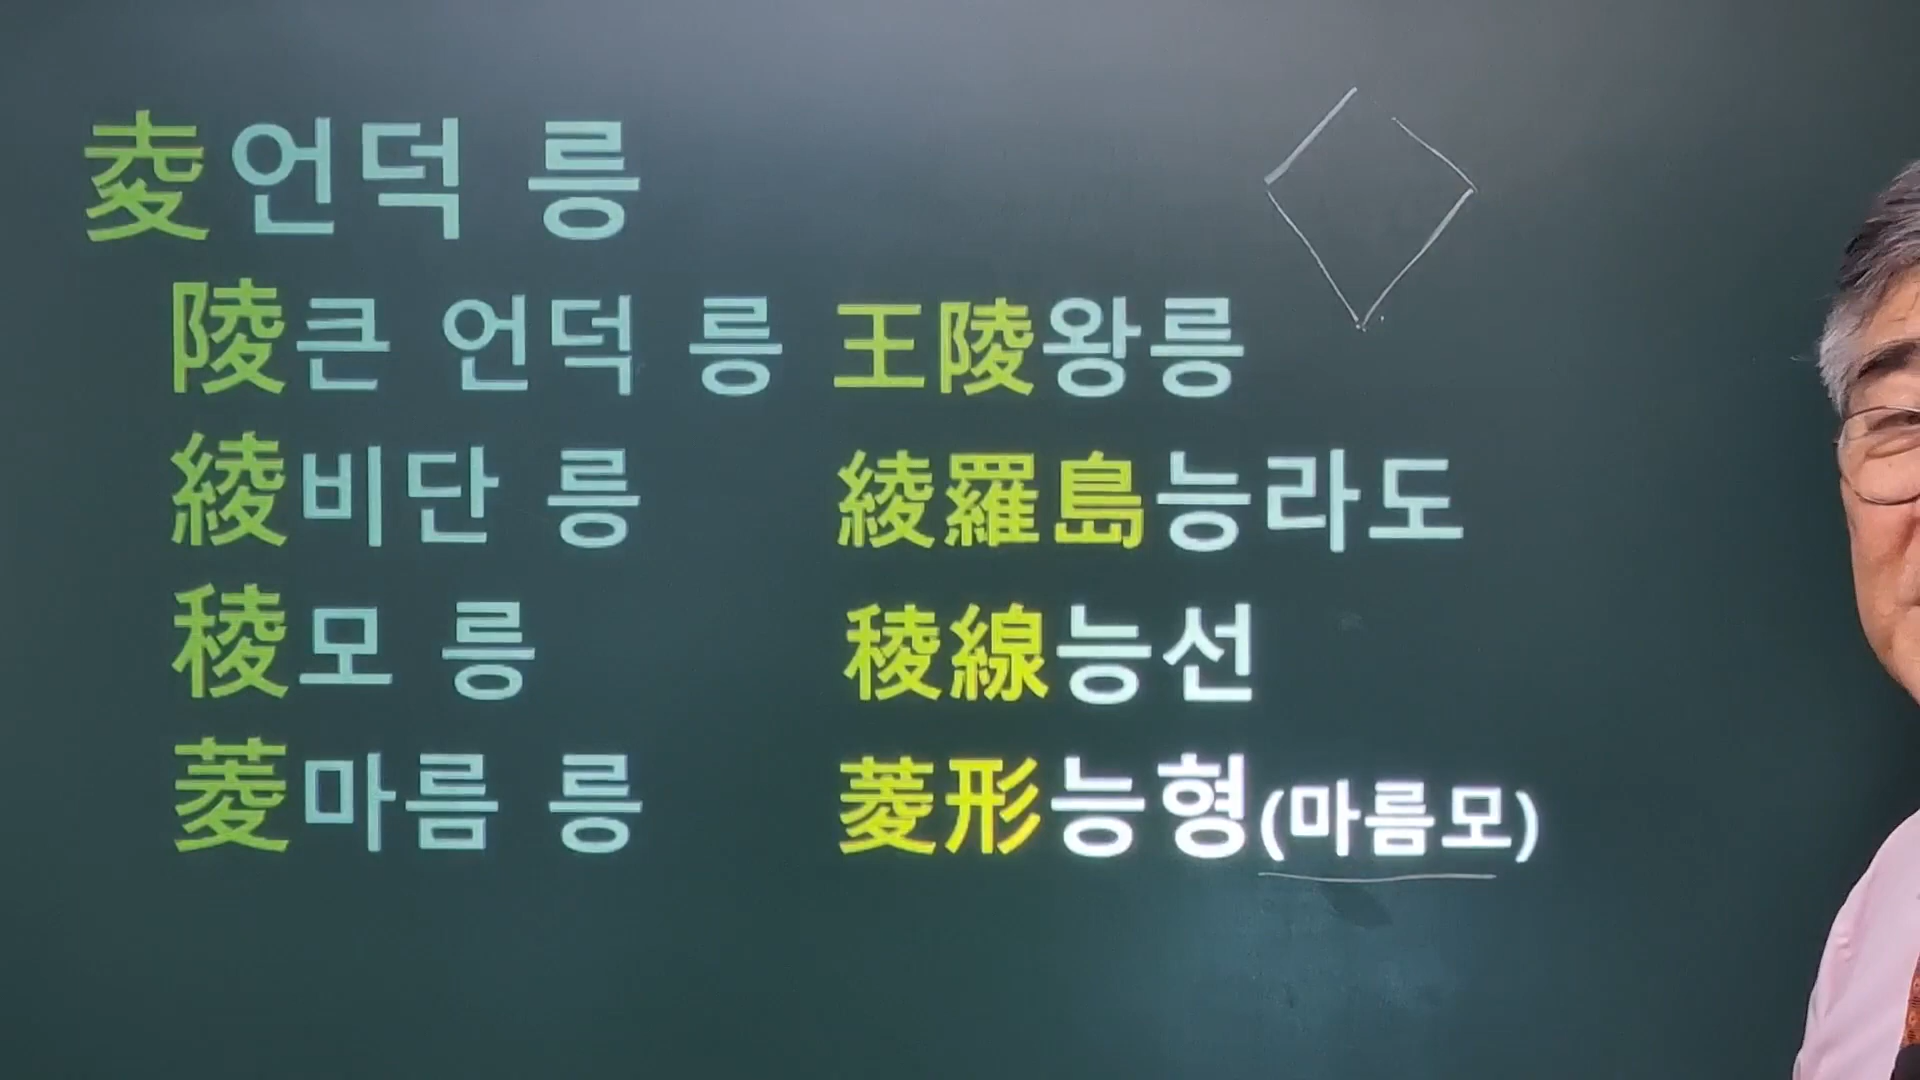 夌언덕 릉
陵큰 언덕 릉 王陵왕릉
綾비단 릉 綾羅島능라도
稜모 릉 稜線능선
菱마름 릉 菱形능형(마름모)